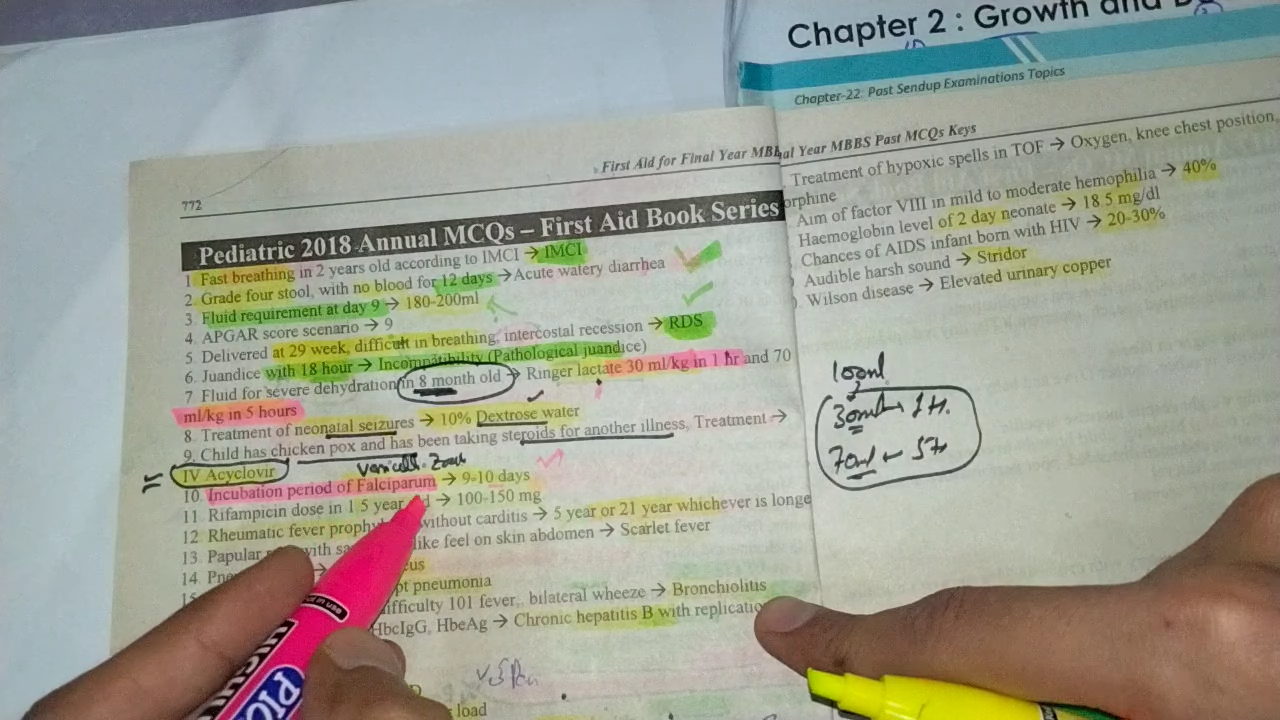 Chapter 2 : Growth and
Chapter-22: Past Sendup Examinations Topics
First Aid for Final Year MB
al Year MBBS Past MCQs Keys
772
Pediatric 2018 Annual MCQs – First Aid Book Series
1 Fast breathing in 2 years old according to IMCI → IMCI
2. Grade four stool, with no blood for 12 days → Acute watery diarrhea
3. Fluid requirement at day 9 → 180-200ml
4. APGAR score scenario → 9
5 Delivered at 29 week, difficult in breathing, intercostal recession → RDS
6. Juandice with 18 hour → Incompatibility (Pathological juandice)
7 Fluid for severe dehydration in 8 month old → Ringer lactate 30 ml/kg in 1 hr and 70
ml/kg in 5 hours
8. Treatment of neonatal seizures → 10% Dextrose water
9. Child has chicken pox and has been taking steroids for another illness, Treatment →
IV Acyclovir
10. Incubation period of Falciparum → 9-10 days
11. Rifampicin dose in 1 5 year → 100-150 mg
12 Rheumatic fever without carditis → 5 year or 21 year whichever is longe
13. Papular with like feel on skin abdomen → Scarlet fever
14.
pneumonia
101 fever, bilateral wheeze → Bronchiolitis
HbcIgG, HbeAg → Chronic hepatitis B with replicatio
load
Treatment of hypoxic spells in TOF → Oxygen, knee chest position,
orphine
Aim of factor VIII in mild to moderate hemophilia → 40%
Haemoglobin level of 2 day neonate → 18.5 mg/dl
Chances of AIDS infant born with HIV → 20-30%
Audible harsh sound → Stridor
Wilson disease → Elevated urinary copper
100ml
30ml
70ml